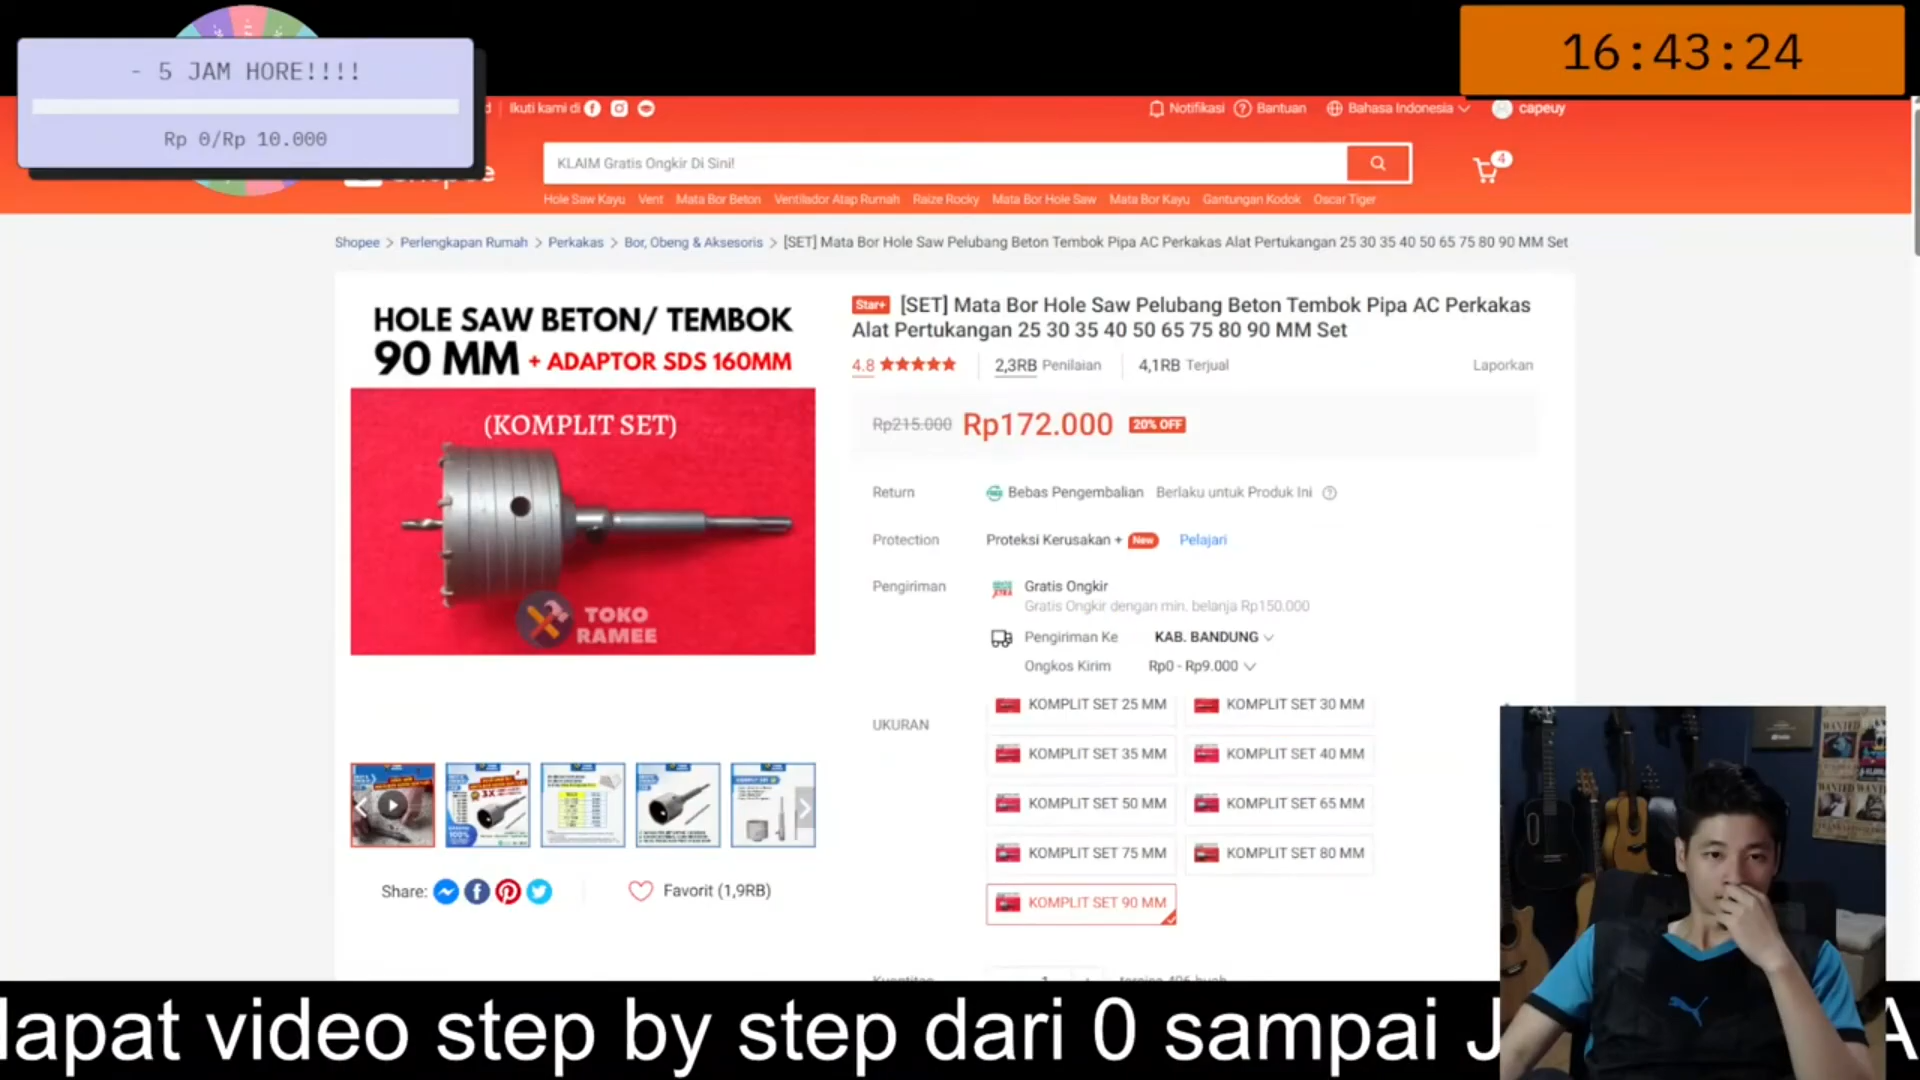 - 5 JAM HORE!!!!
Rp 0/Rp 10.000
16:43:24
Ikuti kami di
Notifikasi
Bantuan
Bahasa Indonesia
capeuy
KLAIM Gratis Ongkir Di Sini!
4
Hole Saw Kayu Vent Mata Bor Beton Ventilador Atap Rumah Raize Rocky Mata Bor Hole Saw Mata Bor Kayu Gantungan Kodok Oscar Tiger
Shopee > Perlengkapan Rumah > Perkakas > Bor, Obeng & Aksesoris > [SET] Mata Bor Hole Saw Pelubang Beton Tembok Pipa AC Perkakas Alat Pertukangan 25 30 35 40 50 65 75 80 90 MM Set
HOLE SAW BETON/ TEMBOK
90 MM + ADAPTOR SDS 160MM
(KOMPLIT SET)
TOKO
RAMEE
Share:
Favorit (1,9RB)
Star+ [SET] Mata Bor Hole Saw Pelubang Beton Tembok Pipa AC Perkakas
Alat Pertukangan 25 30 35 40 50 65 75 80 90 MM Set
4.8
2,3RB Penilaian
4,1RB Terjual
Laporkan
Rp215.000 Rp172.000 20% OFF
Return Bebas Pengembalian Berlaku untuk Produk Ini
Protection Proteksi Kerusakan + New Pelajari
Pengiriman Gratis Ongkir
Gratis Ongkir dengan min. belanja Rp150.000
Pengiriman Ke KAB. BANDUNG
Ongkos Kirim Rp0 - Rp9.000
UKURAN
KOMPLIT SET 25 MM KOMPLIT SET 30 MM
KOMPLIT SET 35 MM KOMPLIT SET 40 MM
KOMPLIT SET 50 MM KOMPLIT SET 65 MM
KOMPLIT SET 75 MM KOMPLIT SET 80 MM
KOMPLIT SET 90 MM
WANTED
WANTED WANTED
video step by step dari 0 sampai J